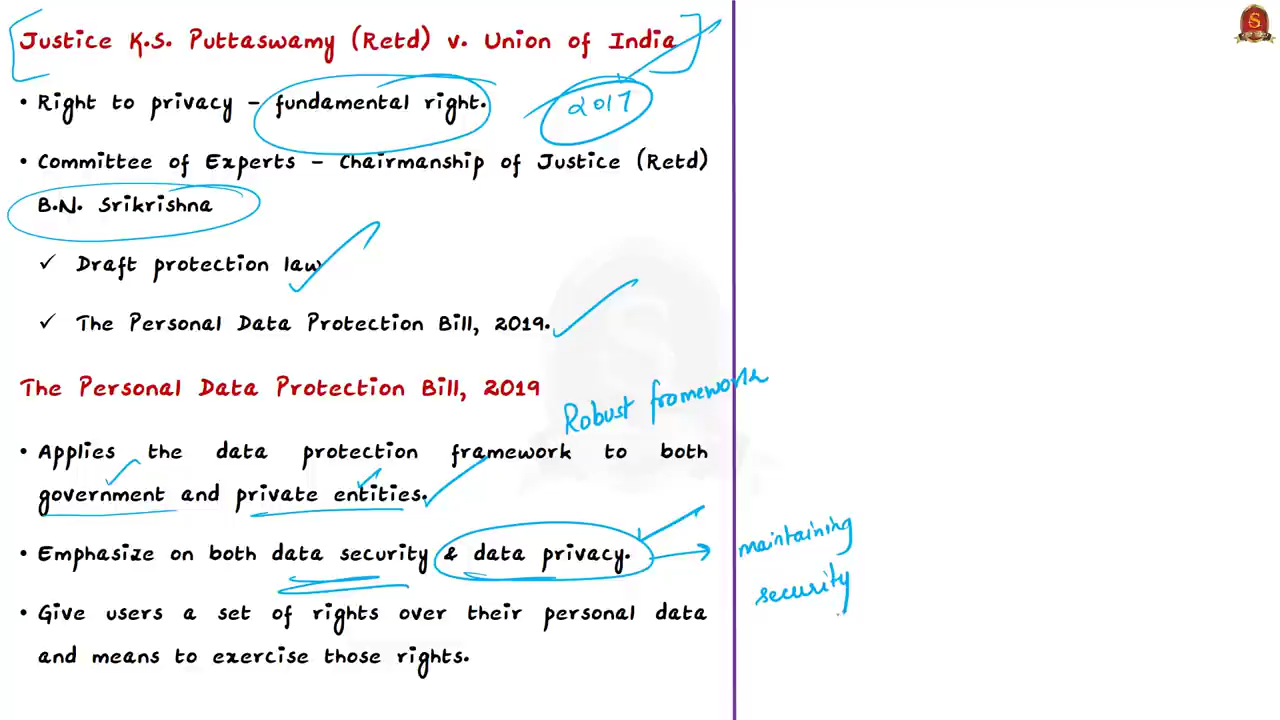 Justice K.S. Puttaswamy (Retd) v. Union of India
• Right to privacy – fundamental right. 2017
• Committee of Experts – Chairmanship of Justice (Retd)
B.N. Srikrishna
✓ Draft protection law
✓ The Personal Data Protection Bill, 2019.
The Personal Data Protection Bill, 2019
Robust framework
• Applies the data protection framework to both
government and private entities.
• Emphasize on both data security & data privacy.
maintaining
security
• Give users a set of rights over their personal data
and means to exercise those rights.